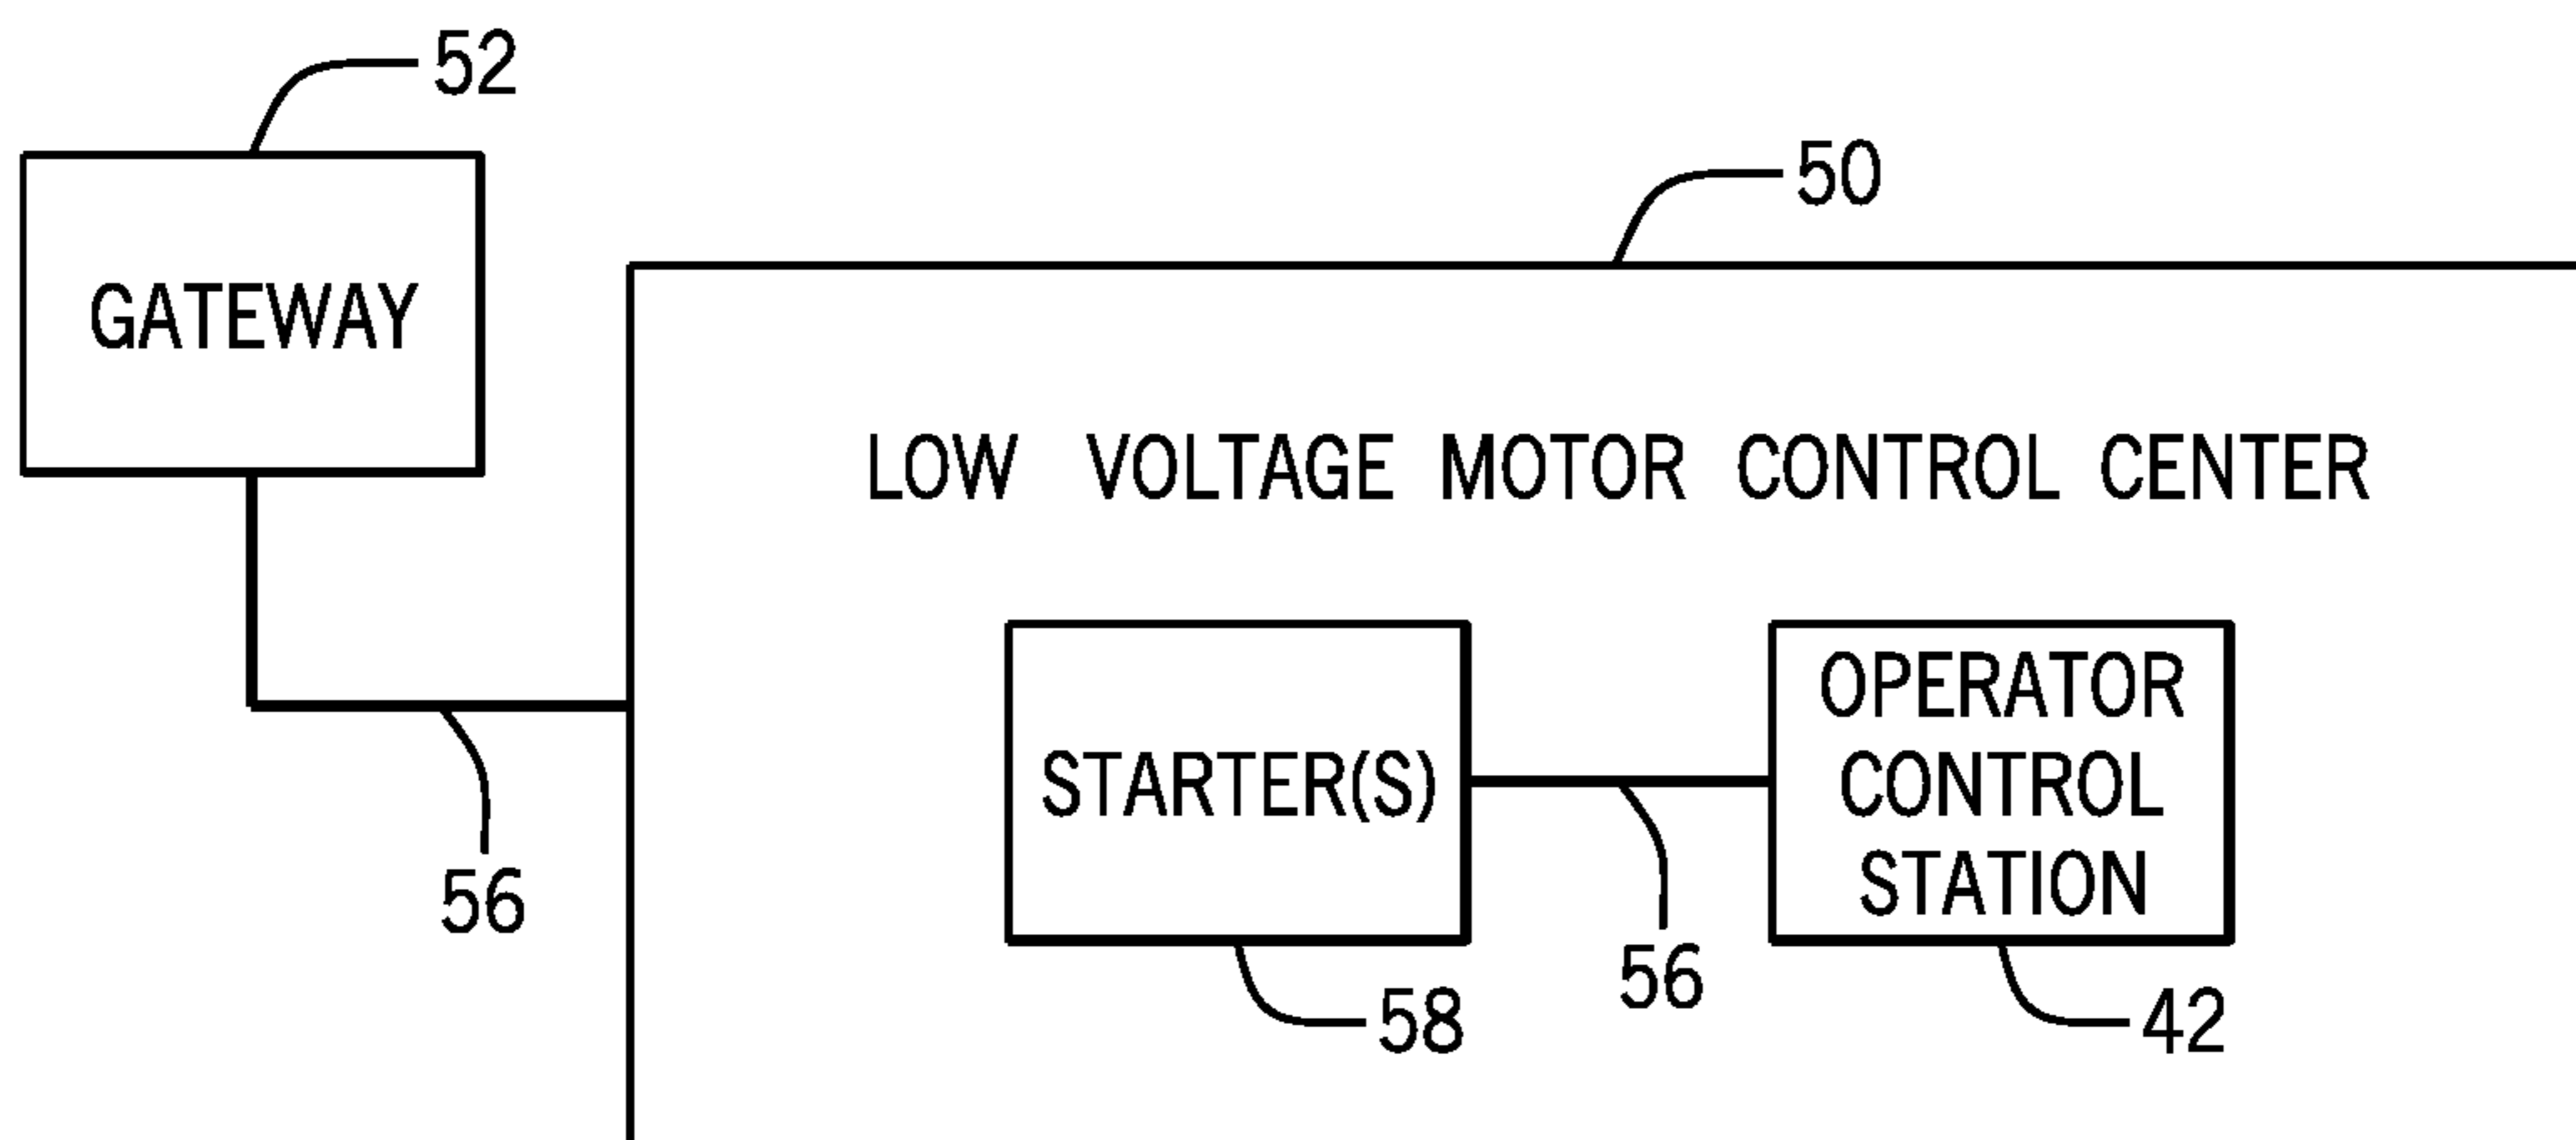 52
50
GATEWAY
LOW VOLTAGE MOTOR CONTROL CENTER
STARTER(S)
OPERATOR
CONTROL
STATION
56
56
58
42